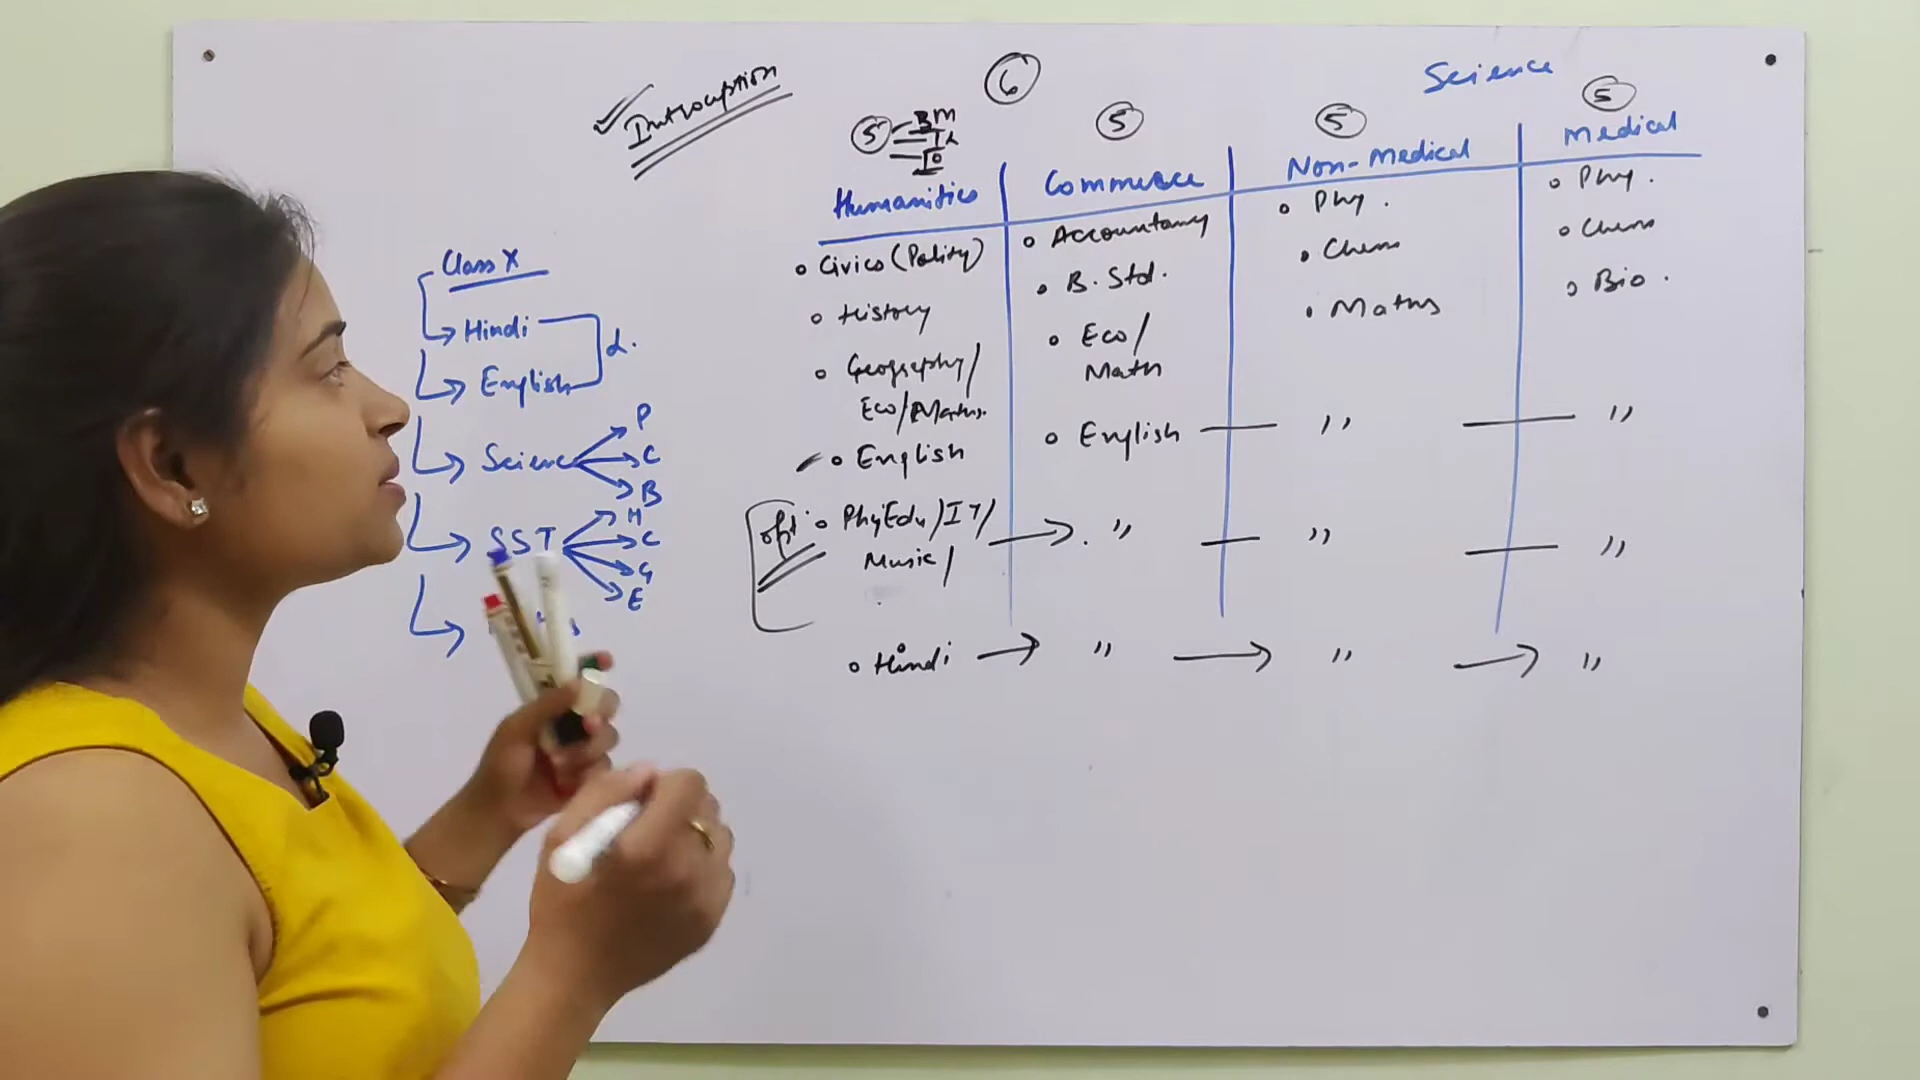 Introuption
6
Science
5
BM
5
5
5
Humanities
Commerce
Non-Medical
Medical
Class X
Hindi
English
Science
P
C
B
SST
H
C
G
E
Civics (Polity)
History
Geography/
Eco/Maths.
English
opt.
Phy Edu/IT/
Music/
Hindi
Accountancy
B. Std.
Eco/
Math
English
"
"
Phy.
Chem
Maths
"
"
"
Phy.
Chem
Bio.
"
"
"